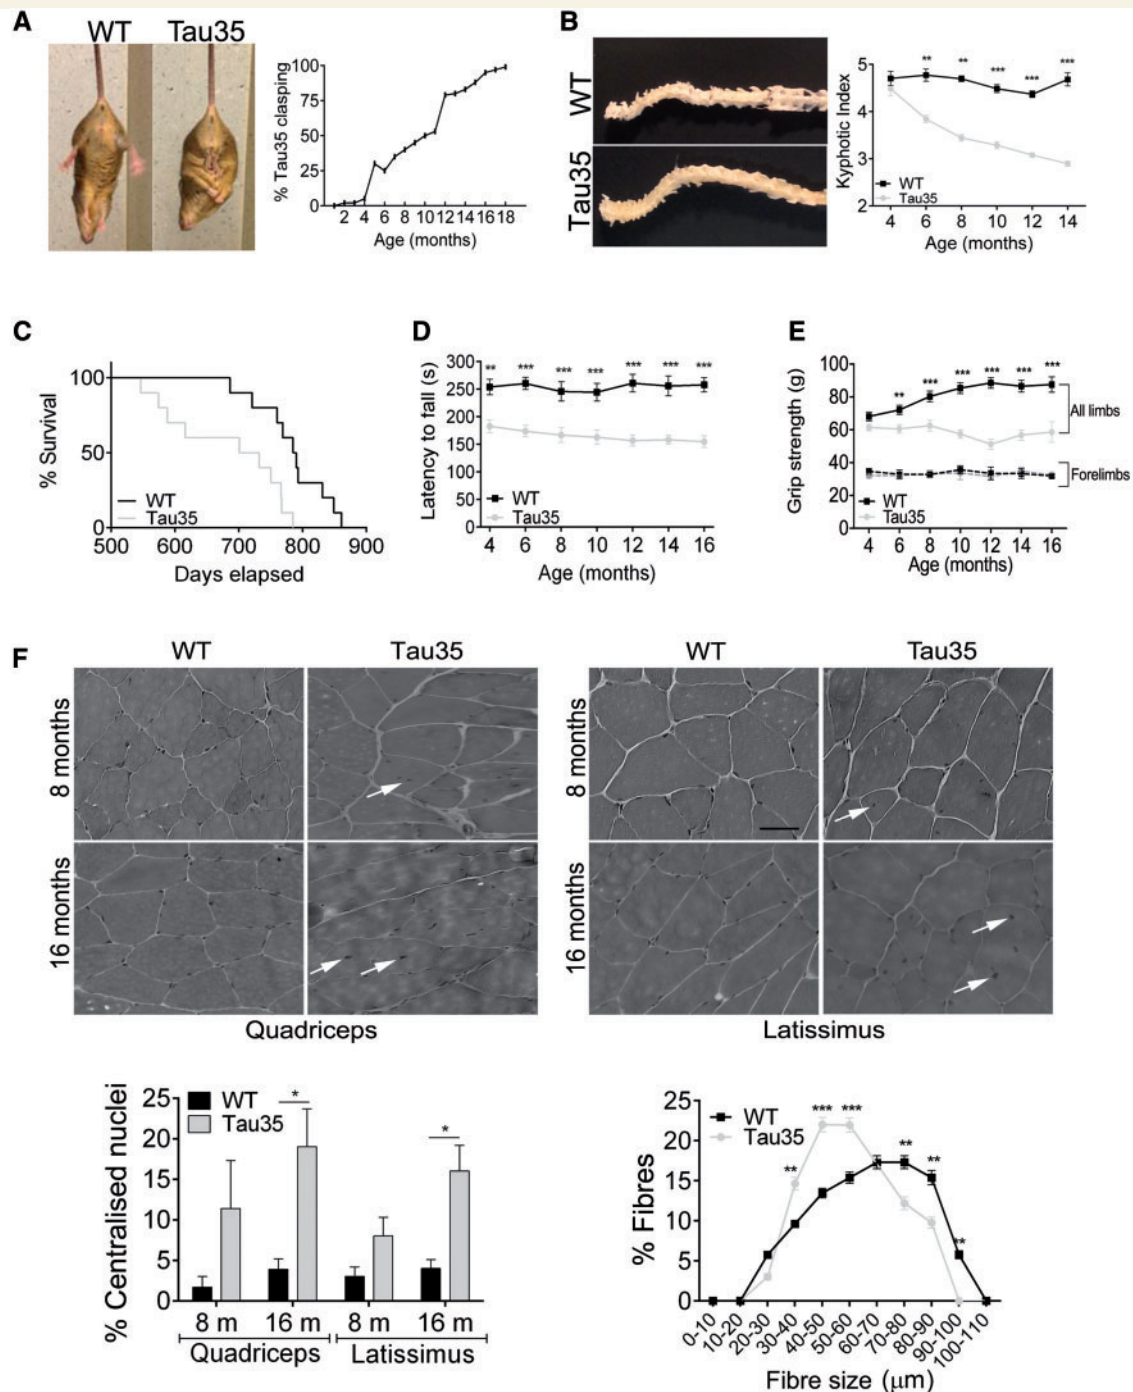 A
WT Tau35
% Tau35 clasping
100
75
50
25
0
2 4 6 8 10 12 14 16 18
Age (months)
B
WT
Tau35
Kyphotic Index
5
4
3
2
** ** *** *** ***
WT
Tau35
4 6 8 10 12 14
Age (months)
C
% Survival
100
50
0
WT
Tau35
500 600 700 800 900
Days elapsed
D
Latency to fall (s)
300
250
200
150
100
50
0
** *** *** *** *** *** ***
WT
Tau35
4 6 8 10 12 14 16
Age (months)
E
Grip strength (g)
100
80
60
40
20
0
** *** *** *** *** ***
All limbs
Forelimbs
WT
Tau35
4 6 8 10 12 14 16
Age (months)
F
WT Tau35
8 months
16 months
Quadriceps
WT Tau35
8 months
16 months
Latissimus
% Centralised nuclei
25
20
15
10
5
0
WT
Tau35
* *
8 m 16 m 8 m 16 m
Quadriceps Latissimus
% Fibres
25
20
15
10
5
0
WT
Tau35
** *** *** ** ** **
0-10 10-20 20-30 30-40 40-50 50-60 60-70 70-80 80-90 90-100 100-110
Fibre size (μm)